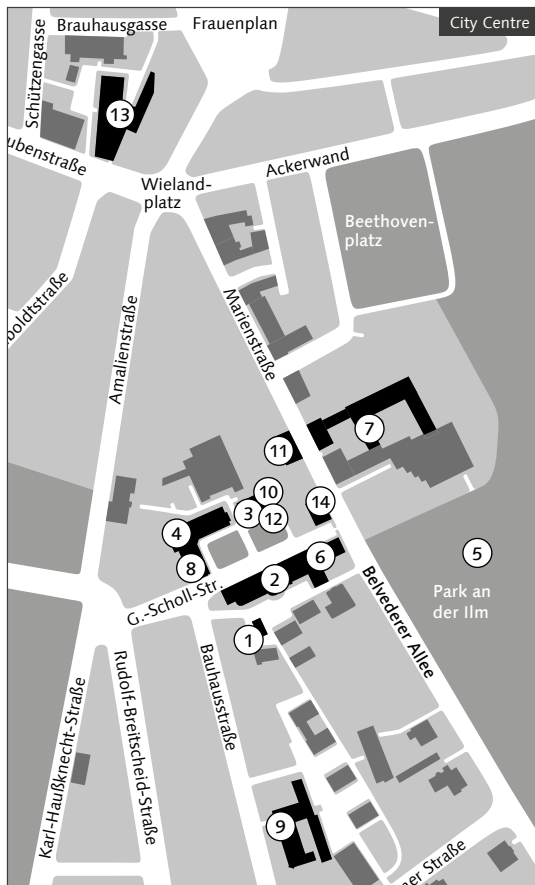 City Centre
Brauhausgasse
Frauenplan
Schützengasse
13
ubenstraße
Wieland-
platz
Ackerwand
Beethoven-
platz
boldtstraße
Amalienstraße
Marienstraße
7
11
10
3
12
14
4
8
6
2
5
Park an
der Ilm
G.-Scholl-Str.
1
Belvederer Allee
Bauhausstraße
Rudolf-Breitscheid-Straße
Karl-Haußknecht-Straße
9
ner Straße